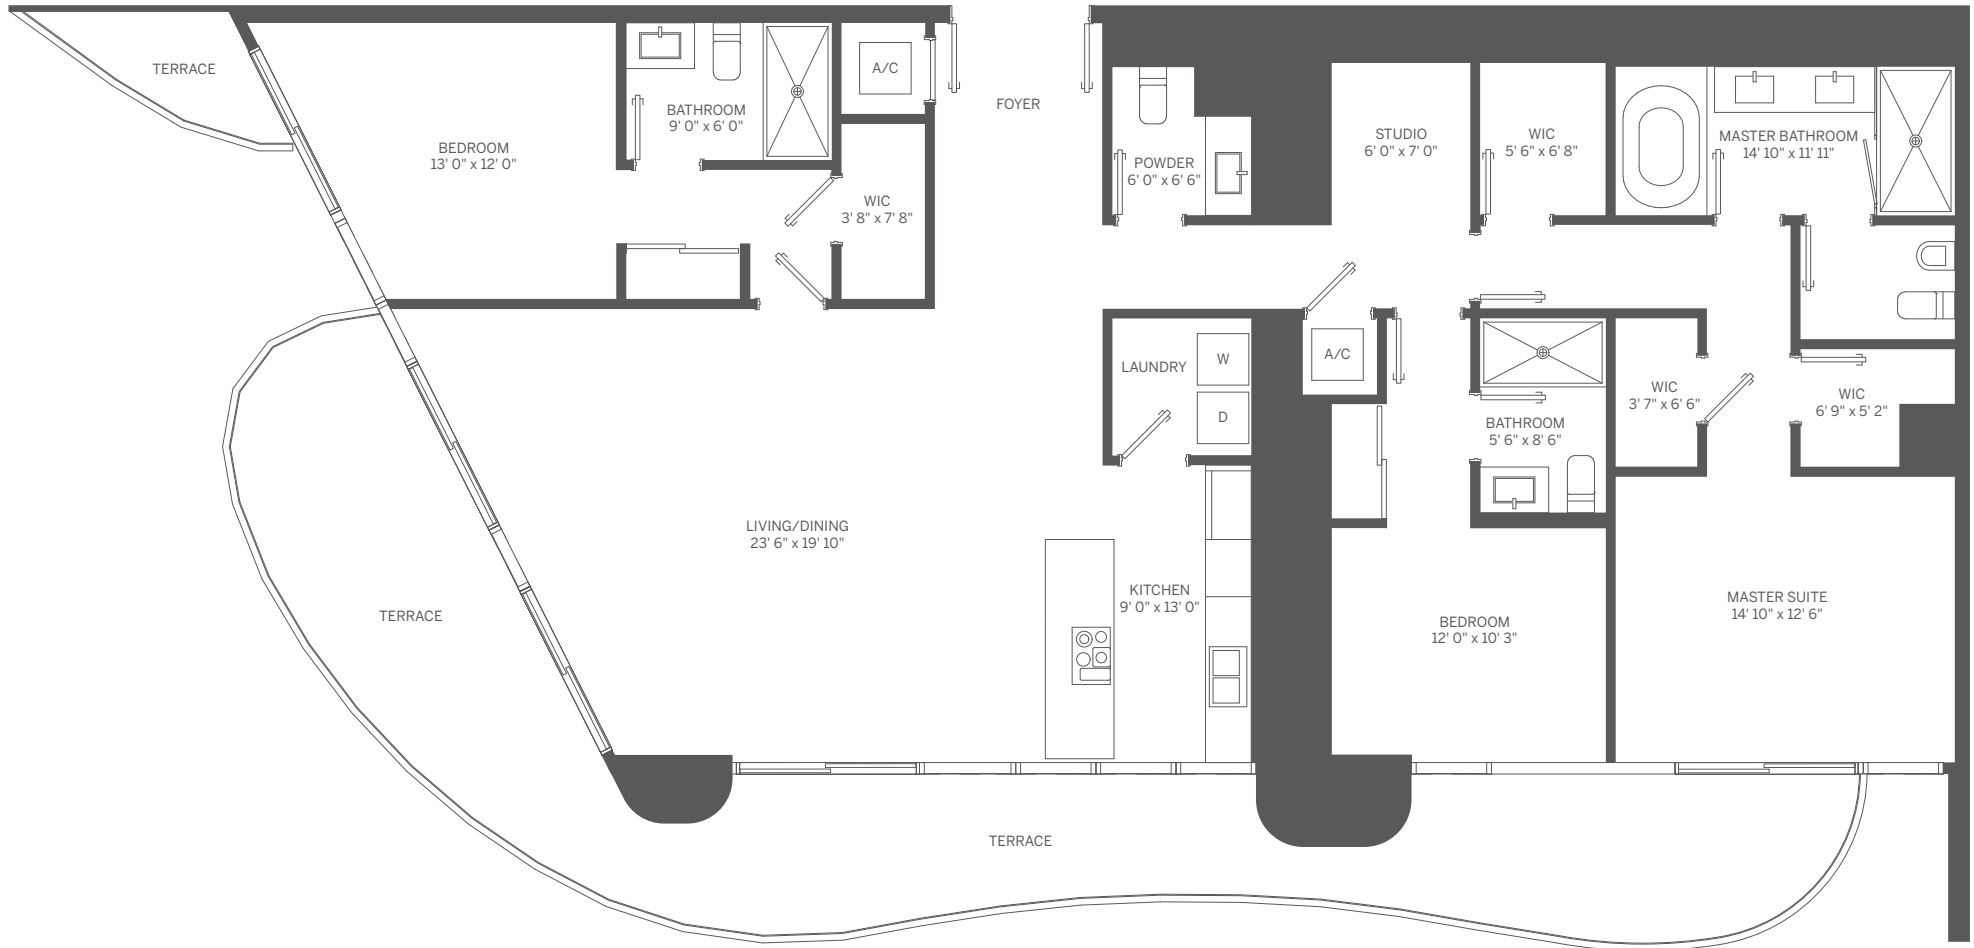 TERRACE
BEDROOM
13' 0" x 12' 0"
BATHROOM
9' 0" x 6' 0"
A/C
WIC
3' 8" x 7' 8"
FOYER
POWDER
6' 0" x 6' 6"
STUDIO
6' 0" x 7' 0"
WIC
5' 6" x 6' 8"
MASTER BATHROOM
14' 10" x 11' 11"
LAUNDRY
W
D
A/C
BATHROOM
5' 6" x 8' 6"
WIC
3' 7" x 6' 6"
WIC
6' 9" x 5' 2"
LIVING/DINING
23' 6" x 19' 10"
KITCHEN
9' 0" x 13' 0"
TERRACE
BEDROOM
12' 0" x 10' 3"
MASTER SUITE
14' 10" x 12' 6"
TERRACE